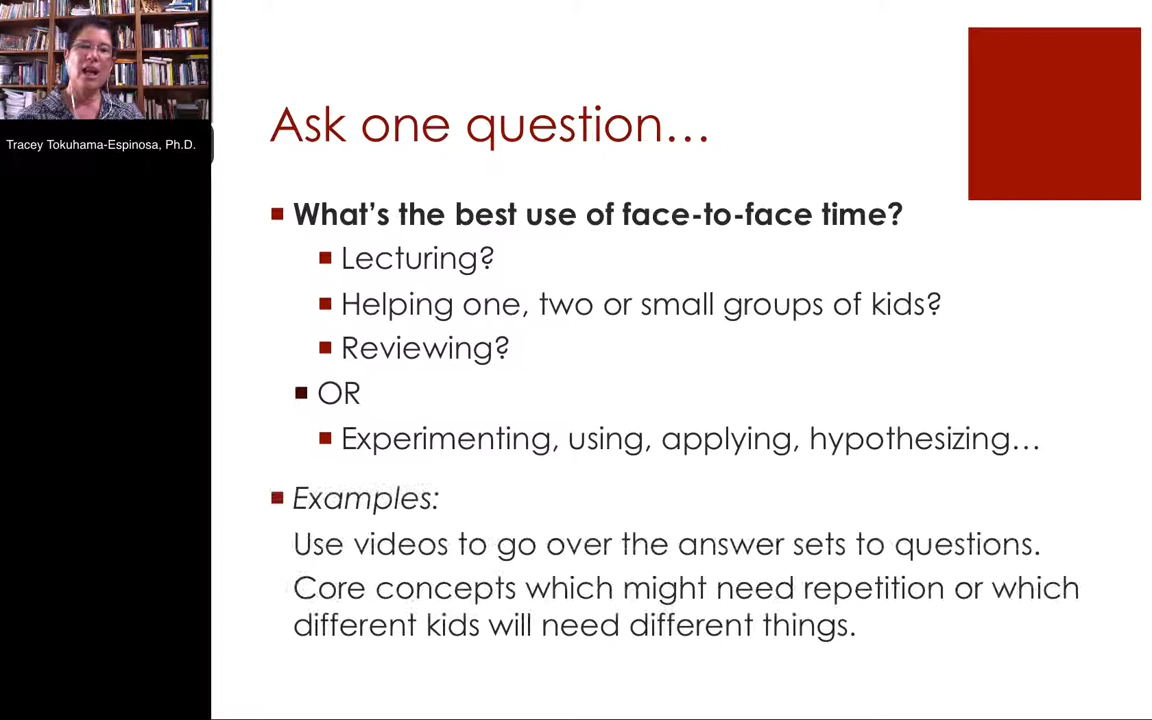 Tracey Tokuhama-Espinosa, Ph.D.
Ask one question…
What’s the best use of face-to-face time?
Lecturing?
Helping one, two or small groups of kids?
Reviewing?
OR
Experimenting, using, applying, hypothesizing…
Examples:
Use videos to go over the answer sets to questions.
Core concepts which might need repetition or which
different kids will need different things.